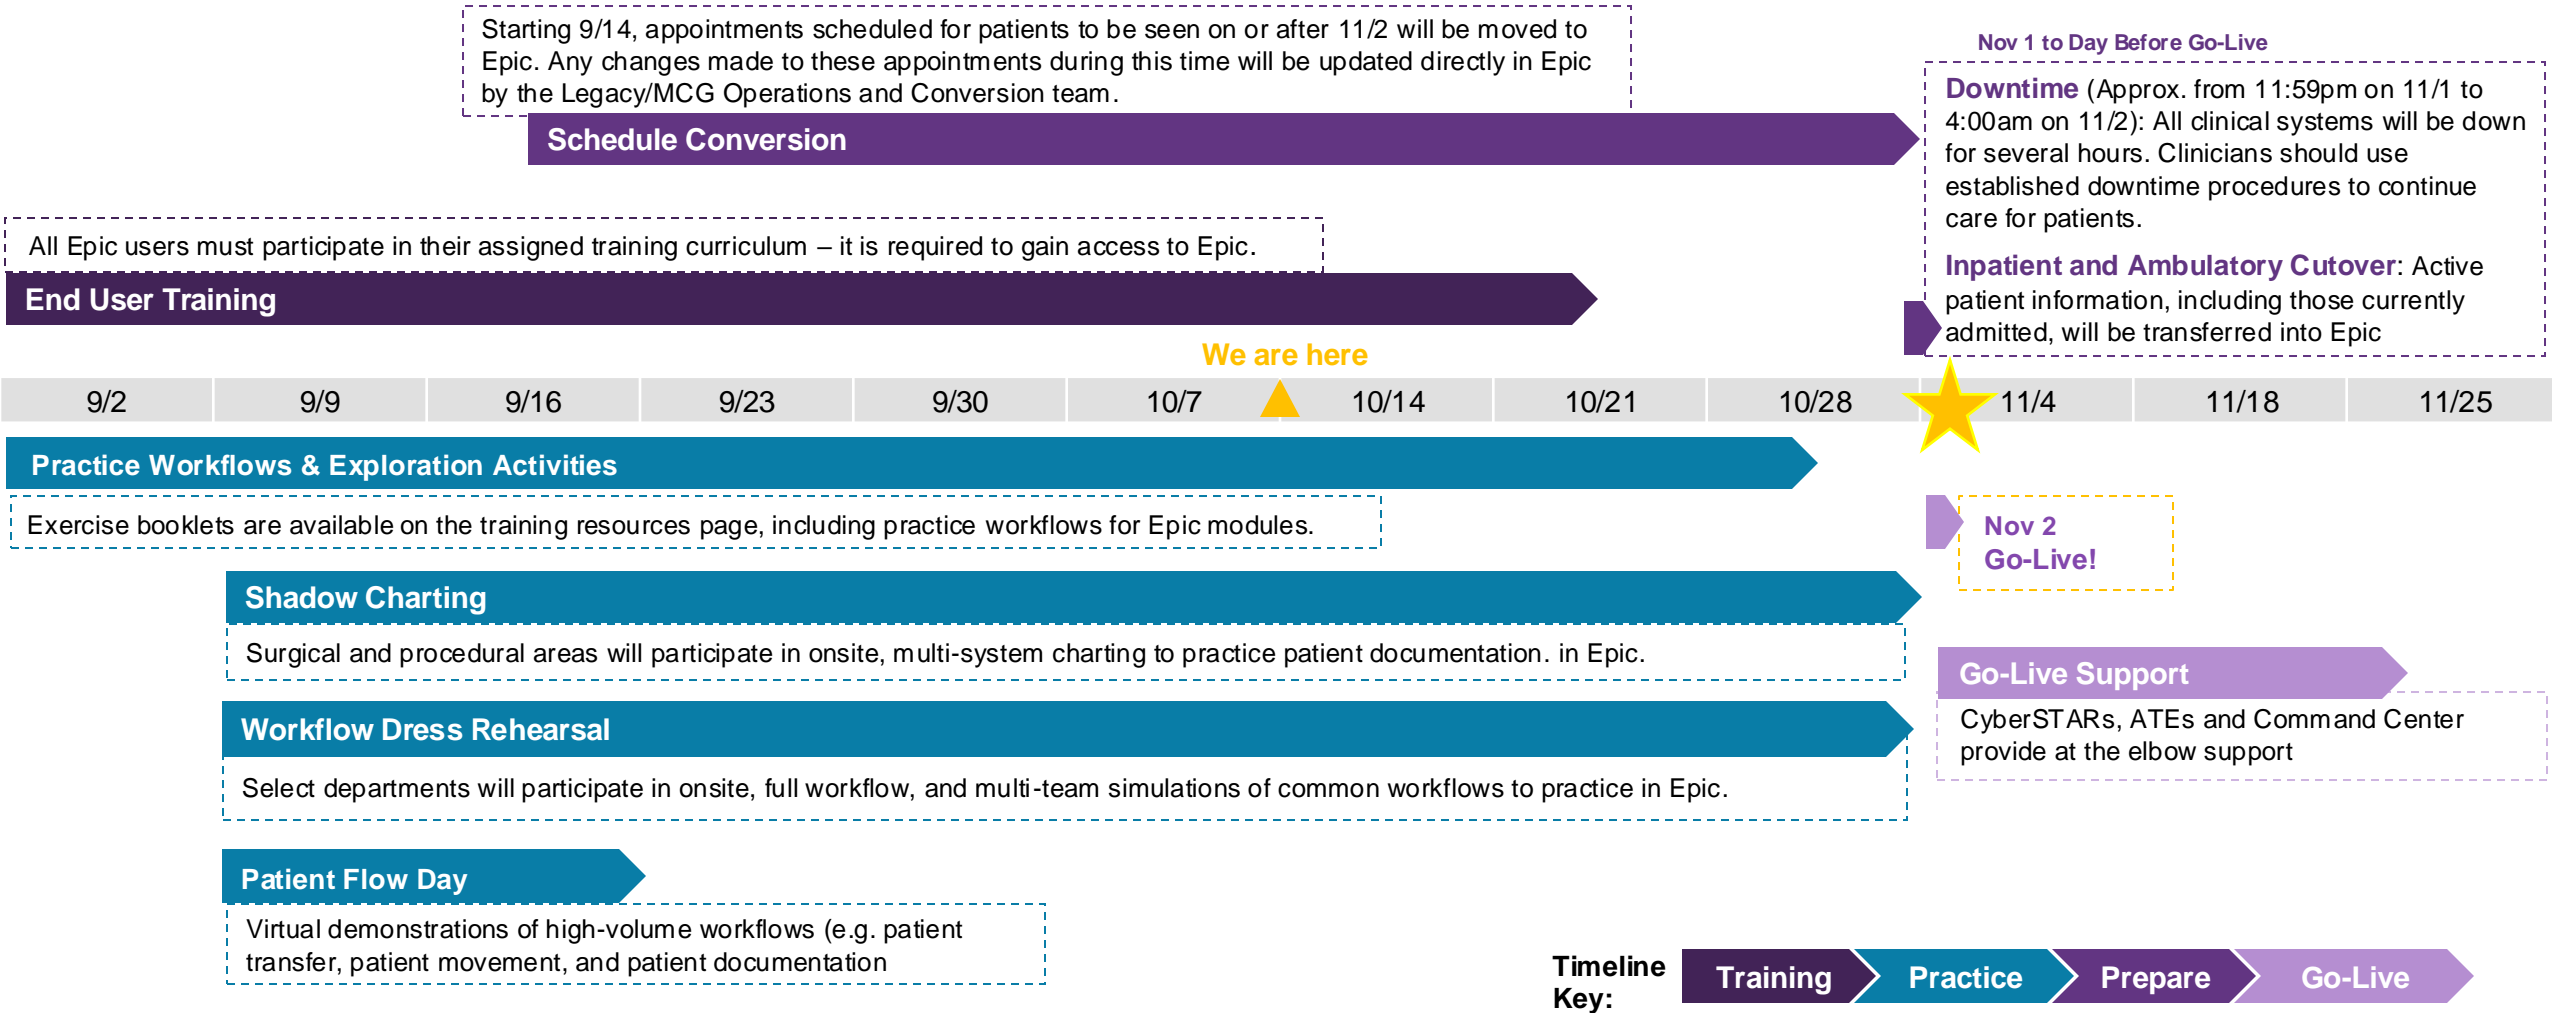 Starting 9/14, appointments scheduled for patients to be seen on or after 11/2 will be moved to
Epic. Any changes made to these appointments during this time will be updated directly in Epic
by the Legacy/MCG Operations and Conversion team.
Schedule Conversion
Nov 1 to Day Before Go-Live
Downtime (Approx. from 11:59pm on 11/1 to
4:00am on 11/2): All clinical systems will be down
for several hours. Clinicians should use
established downtime procedures to continue
care for patients.
Inpatient and Ambulatory Cutover: Active
patient information, including those currently
admitted, will be transferred into Epic
All Epic users must participate in their assigned training curriculum – it is required to gain access to Epic.
End User Training
We are here
9/2 9/9 9/16 9/23 9/30 10/7 10/14 10/21 10/28 11/4 11/18 11/25
Practice Workflows & Exploration Activities
Exercise booklets are available on the training resources page, including practice workflows for Epic modules.
Nov 2
Go-Live!
Shadow Charting
Surgical and procedural areas will participate in onsite, multi-system charting to practice patient documentation. in Epic.
Go-Live Support
CyberSTARs, ATEs and Command Center
provide at the elbow support
Workflow Dress Rehearsal
Select departments will participate in onsite, full workflow, and multi-team simulations of common workflows to practice in Epic.
Patient Flow Day
Virtual demonstrations of high-volume workflows (e.g. patient
transfer, patient movement, and patient documentation
Timeline
Key:
Training Practice Prepare Go-Live